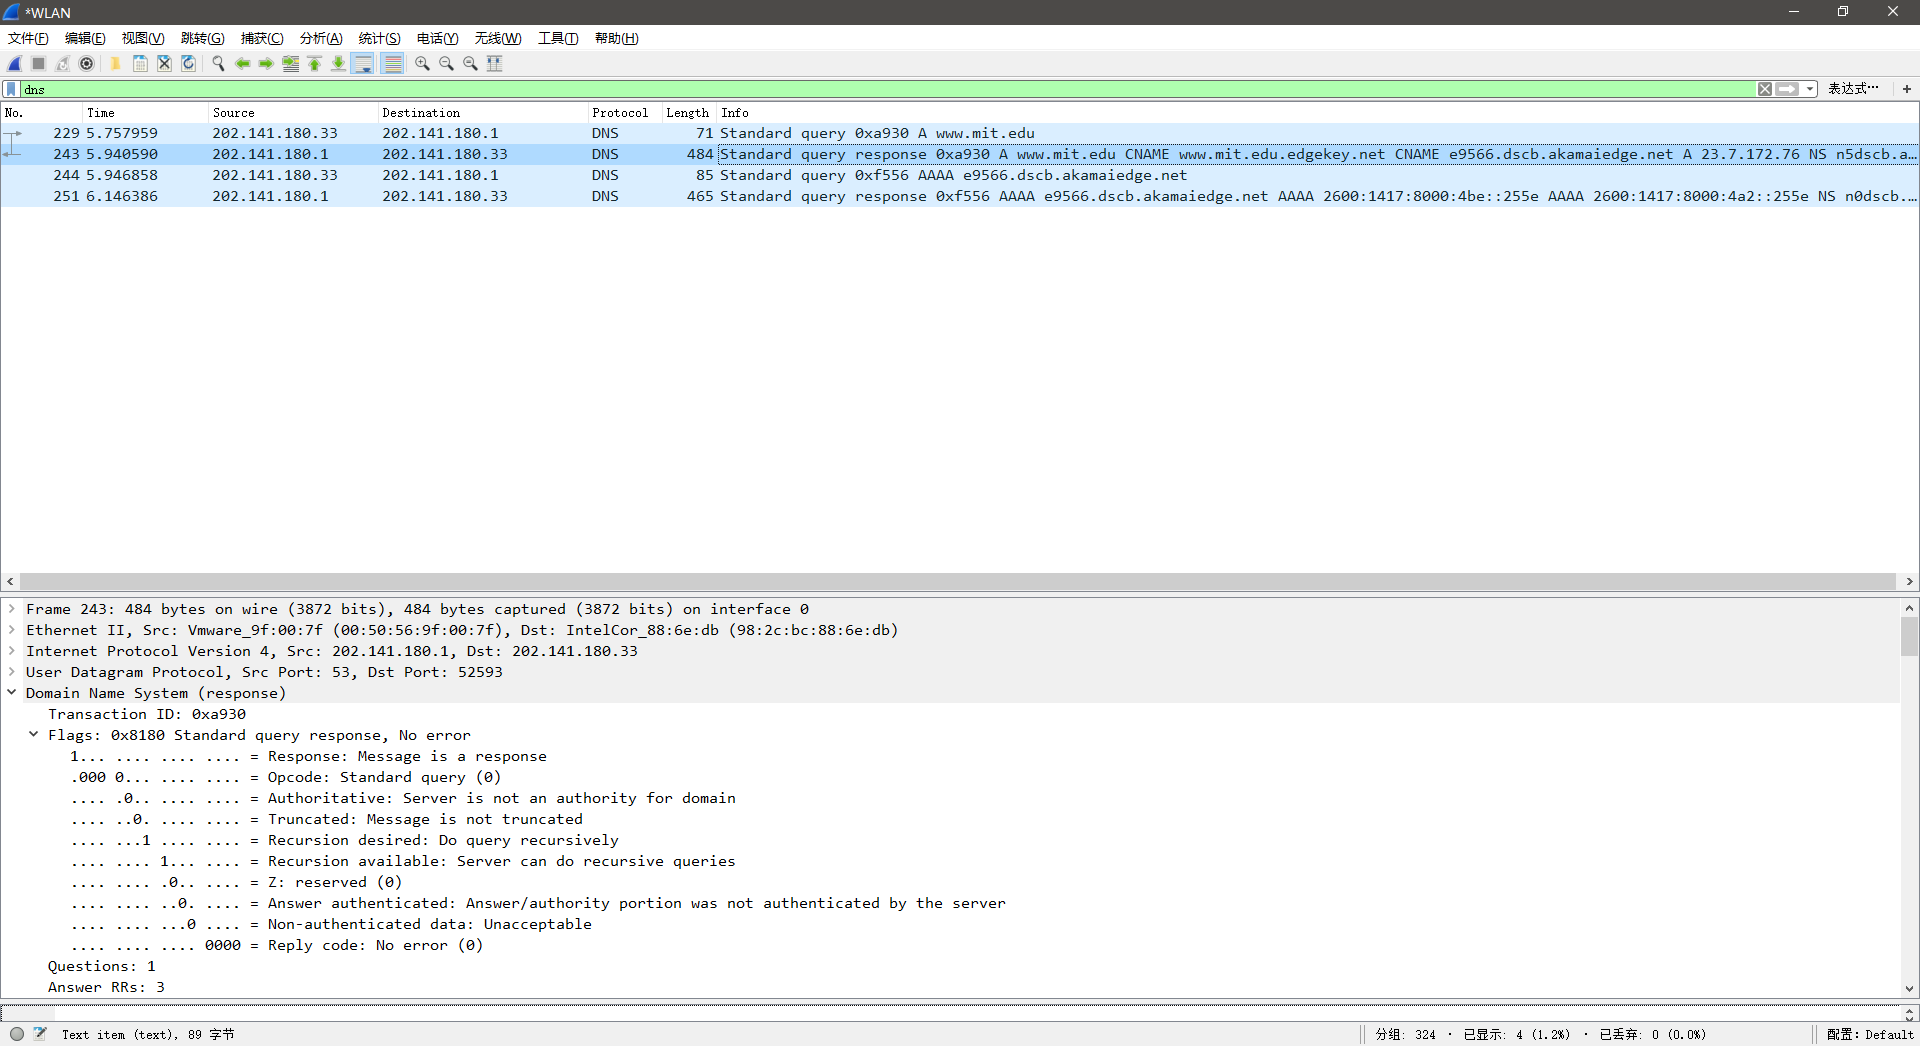 *WLAN
文件(F) 编辑(E) 视图(V) 跳转(G) 捕获(C) 分析(A) 统计(S) 电话(Y) 无线(W) 工具(T) 帮助(H)
dns 表达式… +
No. Time Source Destination Protocol Length Info
229 5.757959 202.141.180.33 202.141.180.1 DNS 71 Standard query 0xa930 A www.mit.edu
243 5.940590 202.141.180.1 202.141.180.33 DNS 484 Standard query response 0xa930 A www.mit.edu CNAME www.mit.edu.edgekey.net CNAME e9566.dscb.akamaiedge.net A 23.7.172.76 NS n5dscb.a…
244 5.946858 202.141.180.33 202.141.180.1 DNS 85 Standard query 0xf556 AAAA e9566.dscb.akamaiedge.net
251 6.146386 202.141.180.1 202.141.180.33 DNS 465 Standard query response 0xf556 AAAA e9566.dscb.akamaiedge.net AAAA 2600:1417:8000:4be::255e AAAA 2600:1417:8000:4a2::255e NS n0dscb.…
Frame 243: 484 bytes on wire (3872 bits), 484 bytes captured (3872 bits) on interface 0
Ethernet II, Src: Vmware_9f:00:7f (00:50:56:9f:00:7f), Dst: IntelCor_88:6e:db (98:2c:bc:88:6e:db)
Internet Protocol Version 4, Src: 202.141.180.1, Dst: 202.141.180.33
User Datagram Protocol, Src Port: 53, Dst Port: 52593
Domain Name System (response)
Transaction ID: 0xa930
Flags: 0x8180 Standard query response, No error
1... .... .... .... = Response: Message is a response
.000 0... .... .... = Opcode: Standard query (0)
.... .0.. .... .... = Authoritative: Server is not an authority for domain
.... ..0. .... .... = Truncated: Message is not truncated
.... ...1 .... .... = Recursion desired: Do query recursively
.... .... 1... .... = Recursion available: Server can do recursive queries
.... .... .0.. .... = Z: reserved (0)
.... .... ..0. .... = Answer authenticated: Answer/authority portion was not authenticated by the server
.... .... ...0 .... = Non-authenticated data: Unacceptable
.... .... .... 0000 = Reply code: No error (0)
Questions: 1
Answer RRs: 3
Text item (text), 89 字节 分组: 324 · 已显示: 4 (1.2%) · 已丢弃: 0 (0.0%) 配置: Default